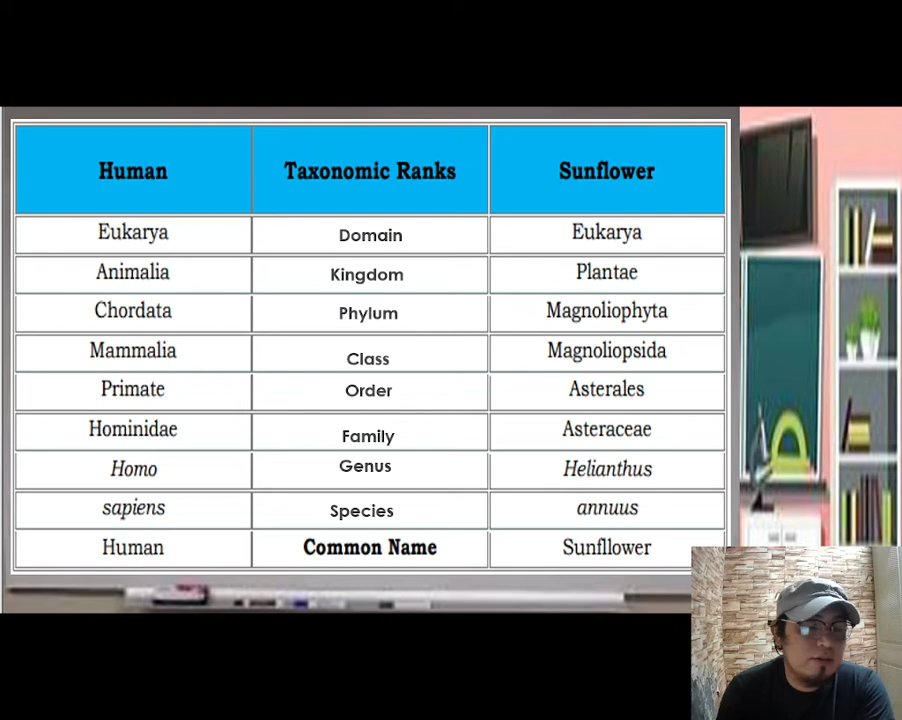 Human Taxonomic Ranks Sunflower
Eukarya Domain Eukarya
Animalia Kingdom Plantae
Chordata Phylum Magnoliophyta
Mammalia Class Magnoliopsida
Primate Order Asterales
Hominidae Family Asteraceae
Homo Genus Helianthus
sapiens Species annuus
Human Common Name Sunfllower